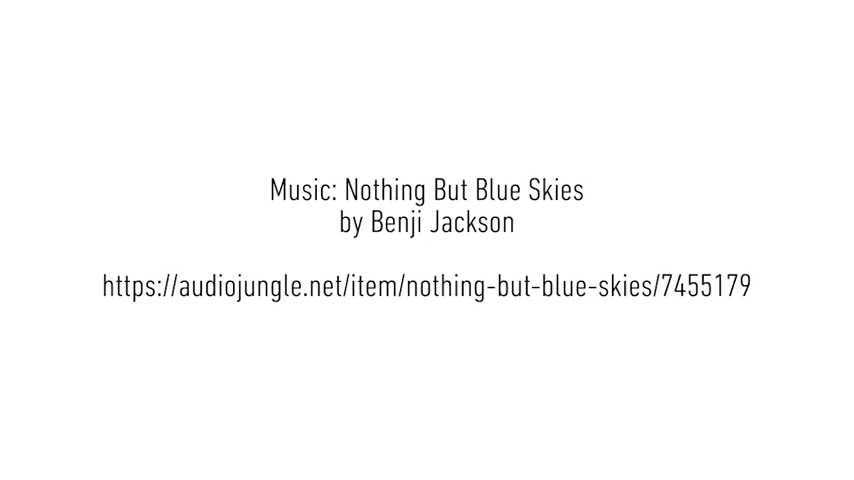 Music: Nothing But Blue Skies
by Benji Jackson
https://audiojungle.net/item/nothing-but-blue-skies/7455179